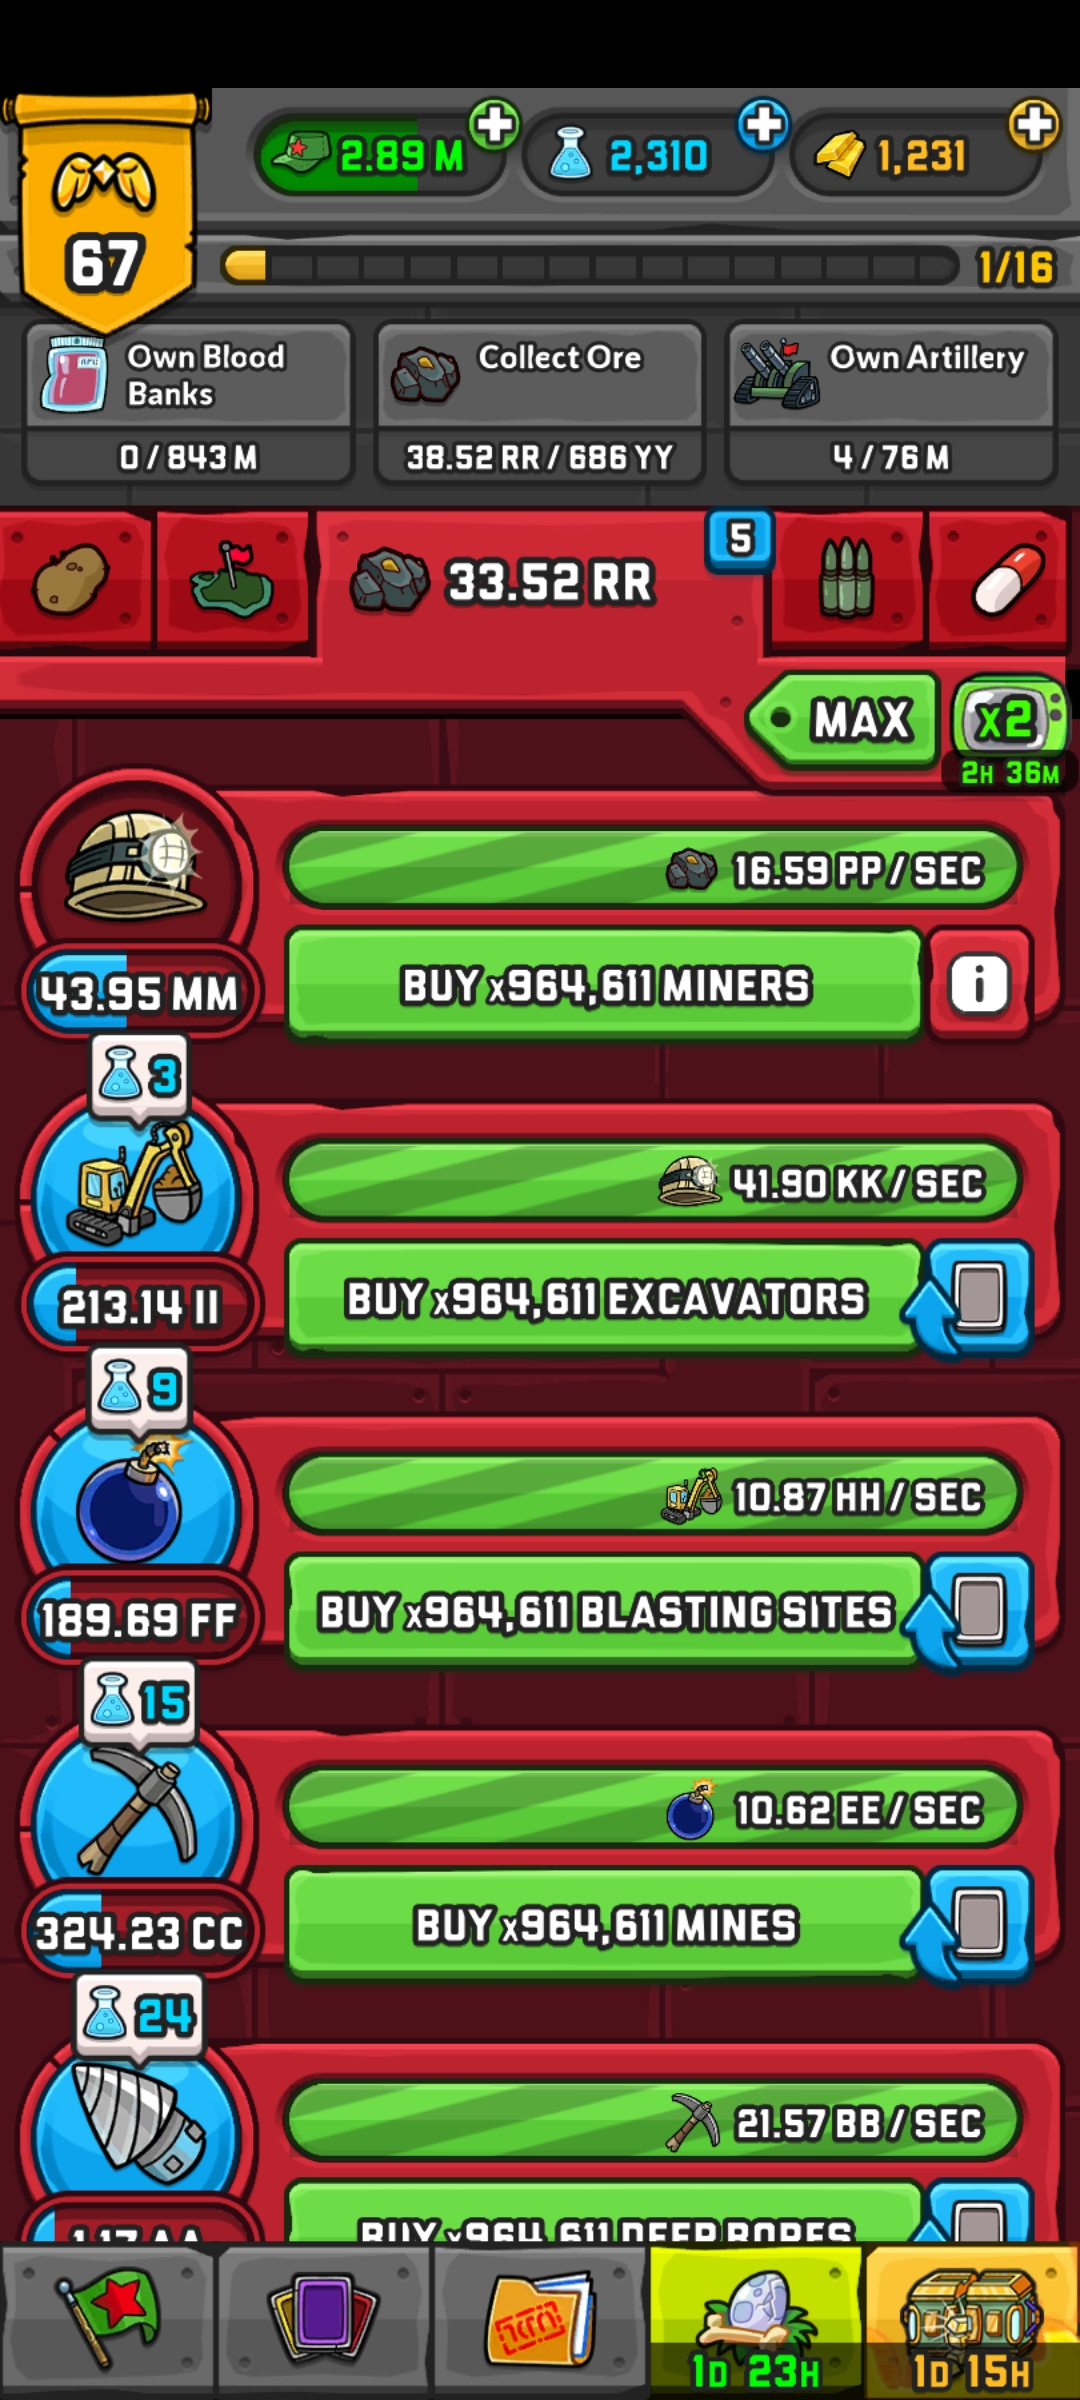 2.89 M
2,310
1,231
67
1/16
Own Blood
Banks
0 / 843 M
Collect Ore
38.52 RR / 686 YY
Own Artillery
4 / 76 M
33.52 RR
5
MAX
x2
2H 36M
16.59 PP / SEC
43.95 MM
BUY x964,611 MINERS
i
3
41.90 KK / SEC
213.14 II
BUY x964,611 EXCAVATORS
9
10.87 HH / SEC
189.69 FF
BUY x964,611 BLASTING SITES
15
10.62 EE / SEC
324.23 CC
BUY x964,611 MINES
24
21.57 BB / SEC
1.17 AA
BUY x964,611 DEEP BORES
1D 23H
1D 15H